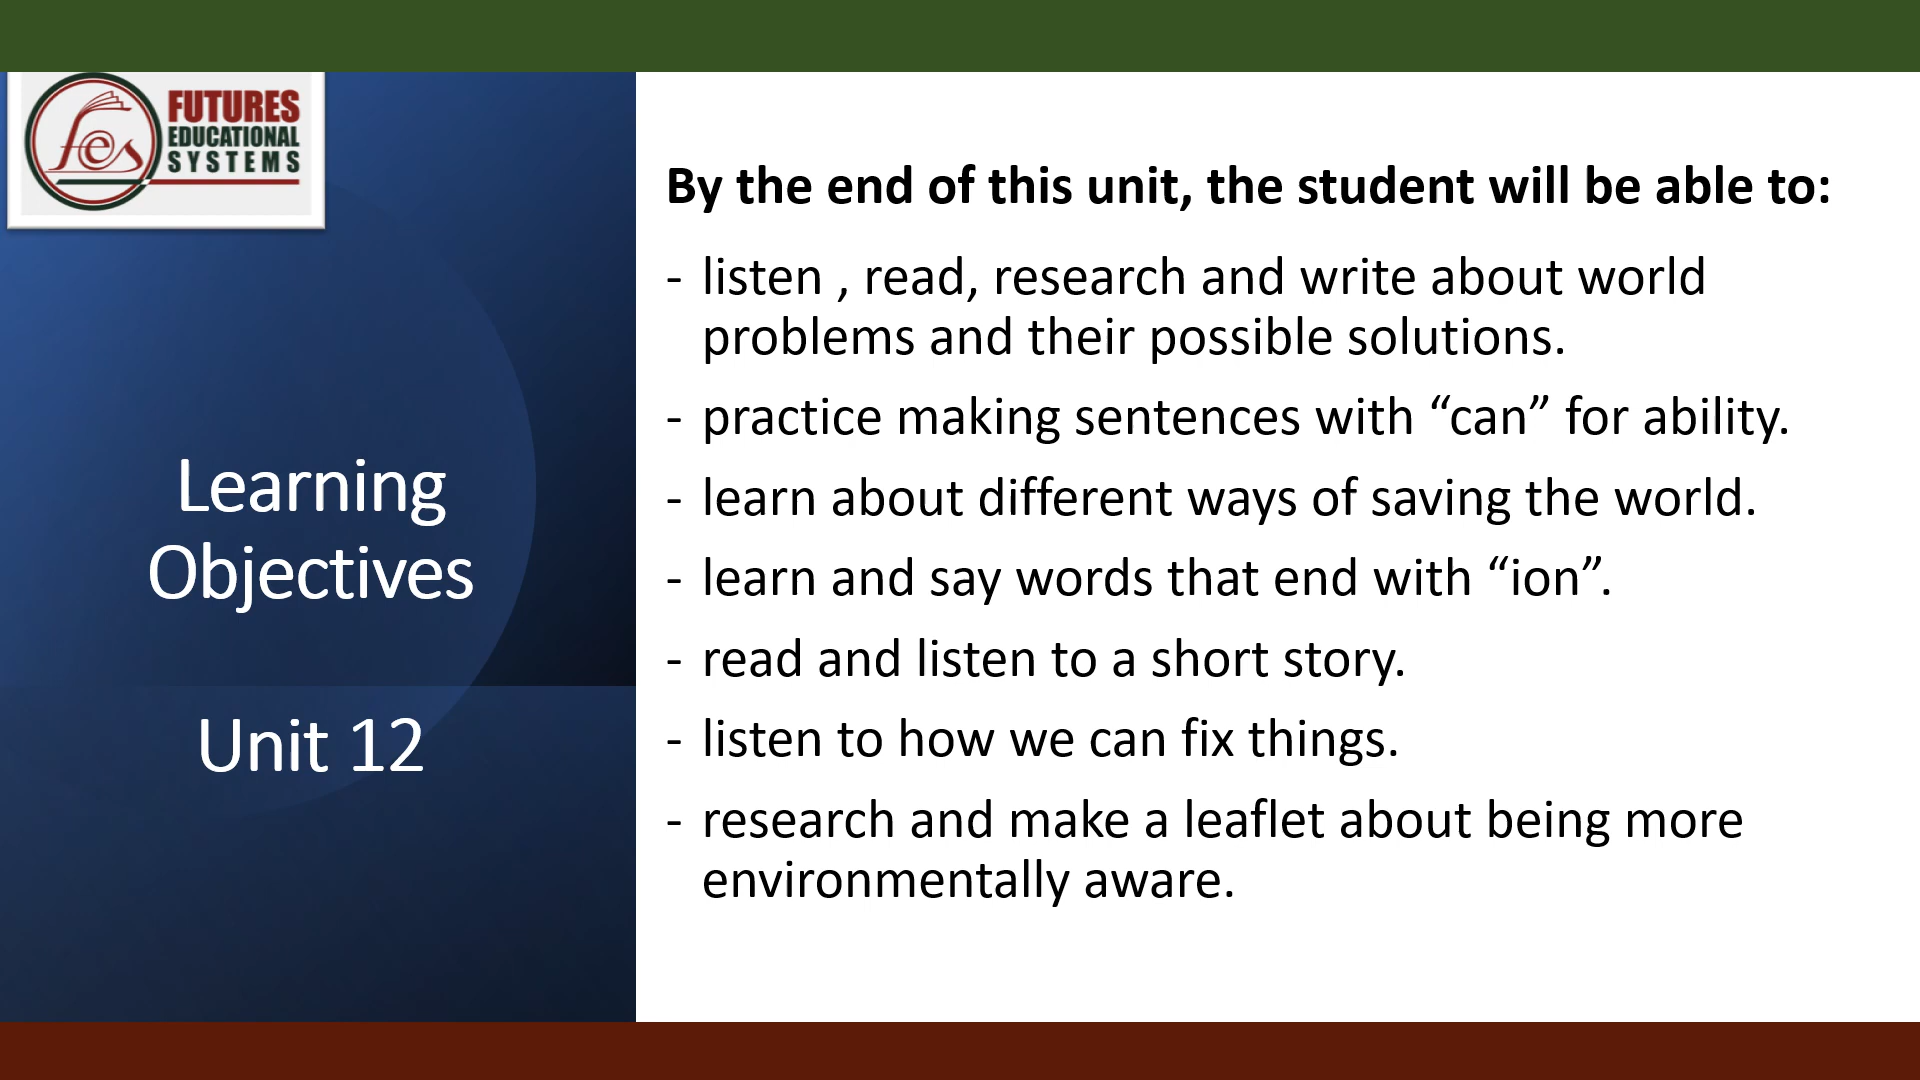 FUTURES
EDUCATIONAL
SYSTEMS
fes
Learning
Objectives
Unit 12
By the end of this unit, the student will be able to:
- listen , read, research and write about world
problems and their possible solutions.
- practice making sentences with “can” for ability.
- learn about different ways of saving the world.
- learn and say words that end with “ion”.
- read and listen to a short story.
- listen to how we can fix things.
- research and make a leaflet about being more
environmentally aware.